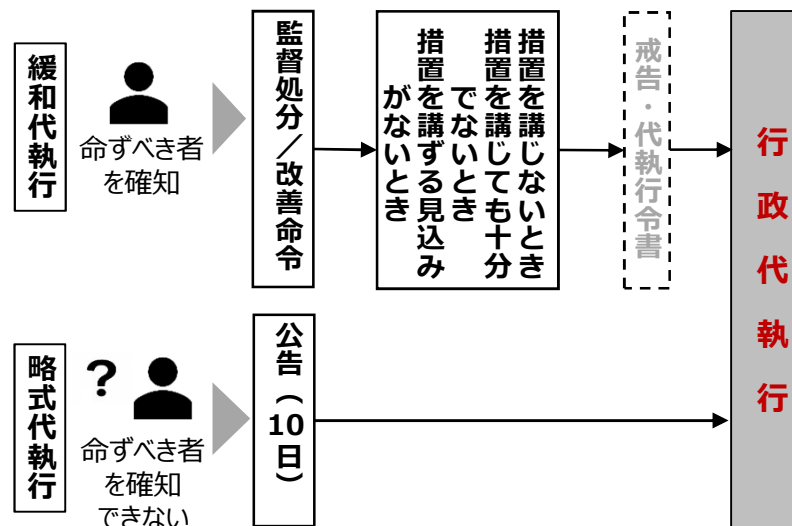 緩和代執行
命ずべき者
を確知
監督処分/改善命令
措置を講じないとき
措置を講じても十分
でないとき
措置を講ずる見込み
がないとき
戒告・代執行令書
行政代執行
略式代執行
?
命ずべき者
を確知
できない
公告(10日)